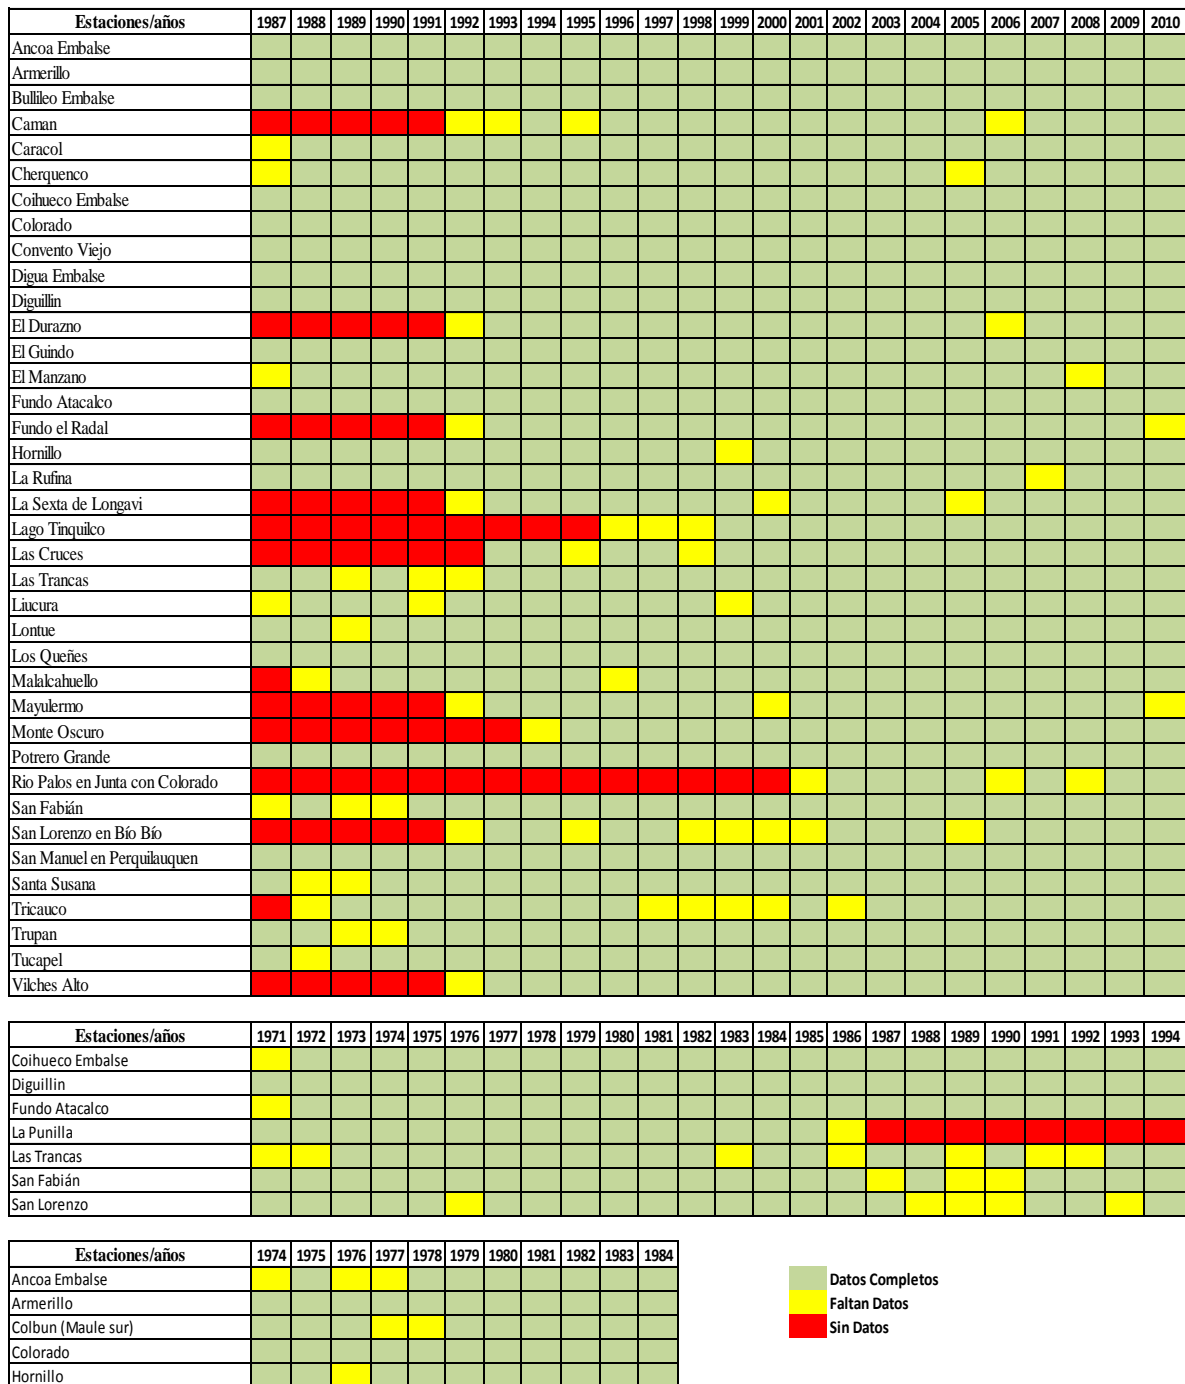 Estaciones/años 1987 1988 1989 1990 1991 1992 1993 1994 1995 1996 1997 1998 1999 2000 2001 2002 2003 2004 2005 2006 2007 2008 2009 2010
Ancoa Embalse
Armerillo
Bullileo Embalse
Caman
Caracol
Cherquenco
Coihueco Embalse
Colorado
Convento Viejo
Digua Embalse
Diguillin
El Durazno
El Guindo
El Manzano
Fundo Atacalco
Fundo el Radal
Hornillo
La Rufina
La Sexta de Longavi
Lago Tinquilco
Las Cruces
Las Trancas
Liucura
Lontue
Los Queñes
Malalcahuello
Mayulermo
Monte Oscuro
Potrero Grande
Rio Palos en Junta con Colorado
San Fabián
San Lorenzo en Bío Bío
San Manuel en Perquilauquen
Santa Susana
Tricauco
Trupan
Tucapel
Vilches Alto
Estaciones/años 1971 1972 1973 1974 1975 1976 1977 1978 1979 1980 1981 1982 1983 1984 1985 1986 1987 1988 1989 1990 1991 1992 1993 1994
Coihueco Embalse
Diguillin
Fundo Atacalco
La Punilla
Las Trancas
San Fabián
San Lorenzo
Estaciones/años 1974 1975 1976 1977 1978 1979 1980 1981 1982 1983 1984
Ancoa Embalse
Armerillo
Colbun (Maule sur)
Colorado
Hornillo
Datos Completos
Faltan Datos
Sin Datos